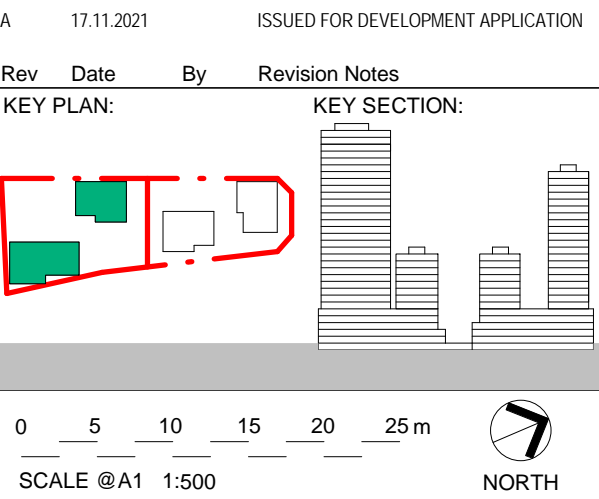 A 17.11.2021 ISSUED FOR DEVELOPMENT APPLICATION
Rev Date By Revision Notes
KEY PLAN: KEY SECTION:
0 5 10 15 20 25 m
SCALE @A1 1:500 NORTH